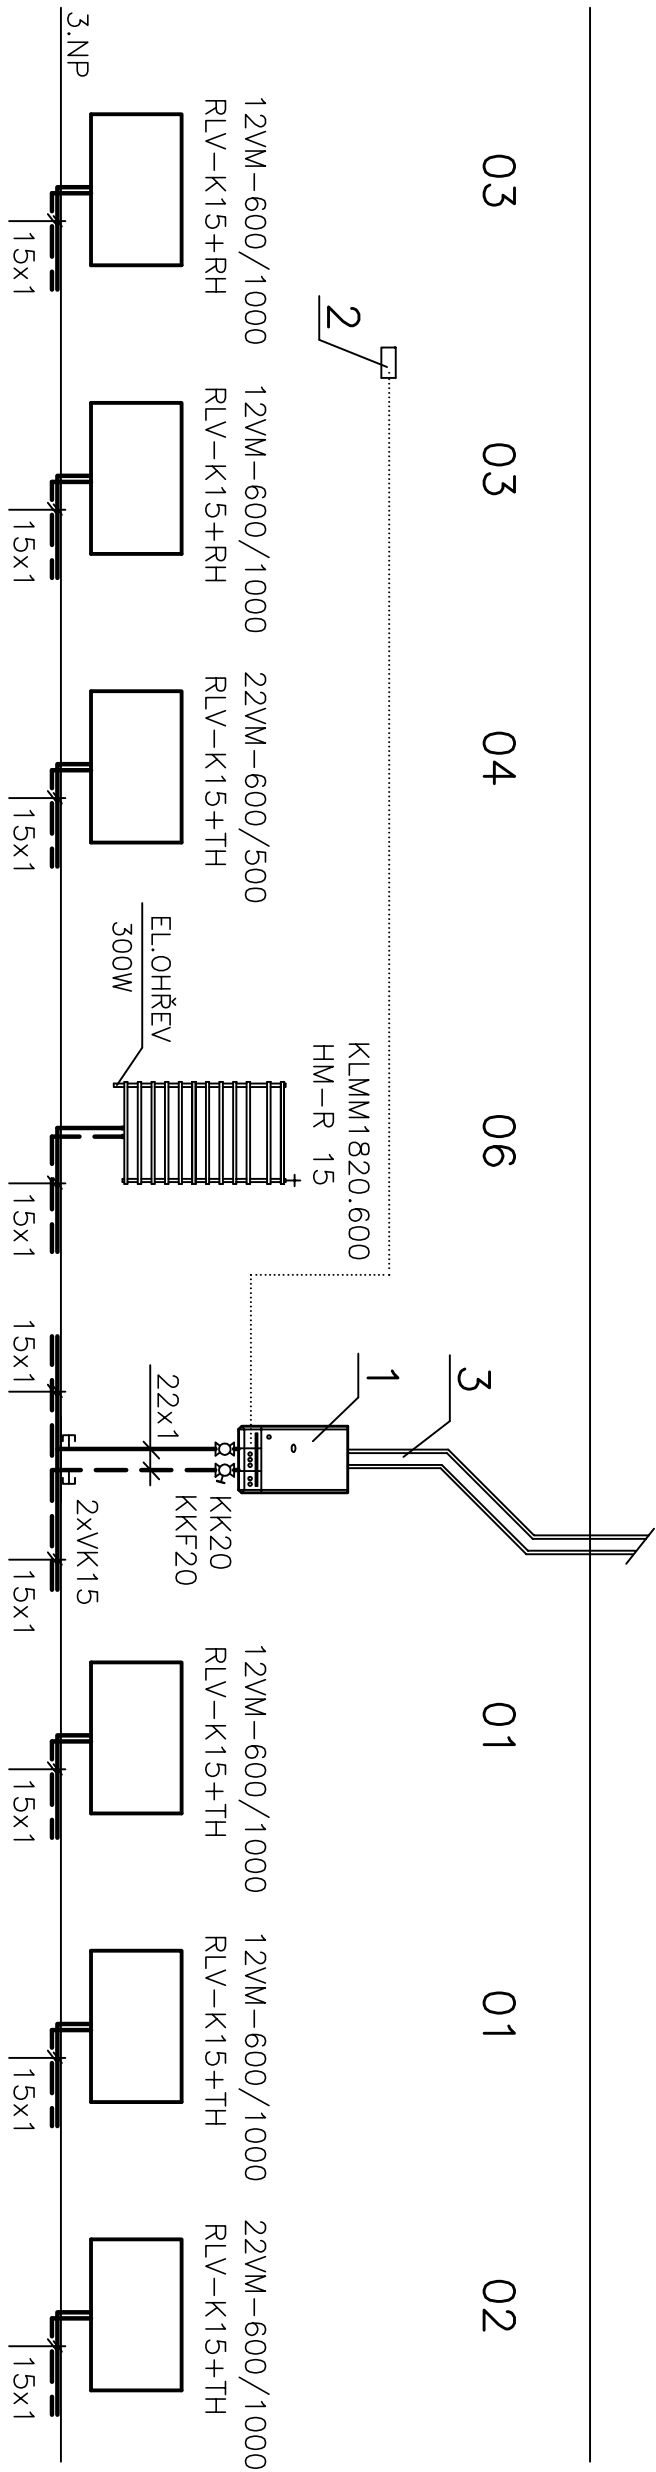 03
03
04
06
01
01
02
2
1
3
12VM-600/1000
RLV-K15+RH
12VM-600/1000
RLV-K15+RH
22VM-600/500
RLV-K15+TH
KLMM1820.600
HM-R 15
EL.OHŘEV
300W
22x1
KK20
KKF20
2xVK15
12VM-600/1000
RLV-K15+TH
12VM-600/1000
RLV-K15+TH
22VM-600/1000
RLV-K15+TH
3.NP
15x1
15x1
15x1
15x1
15x1
15x1
15x1
15x1
15x1